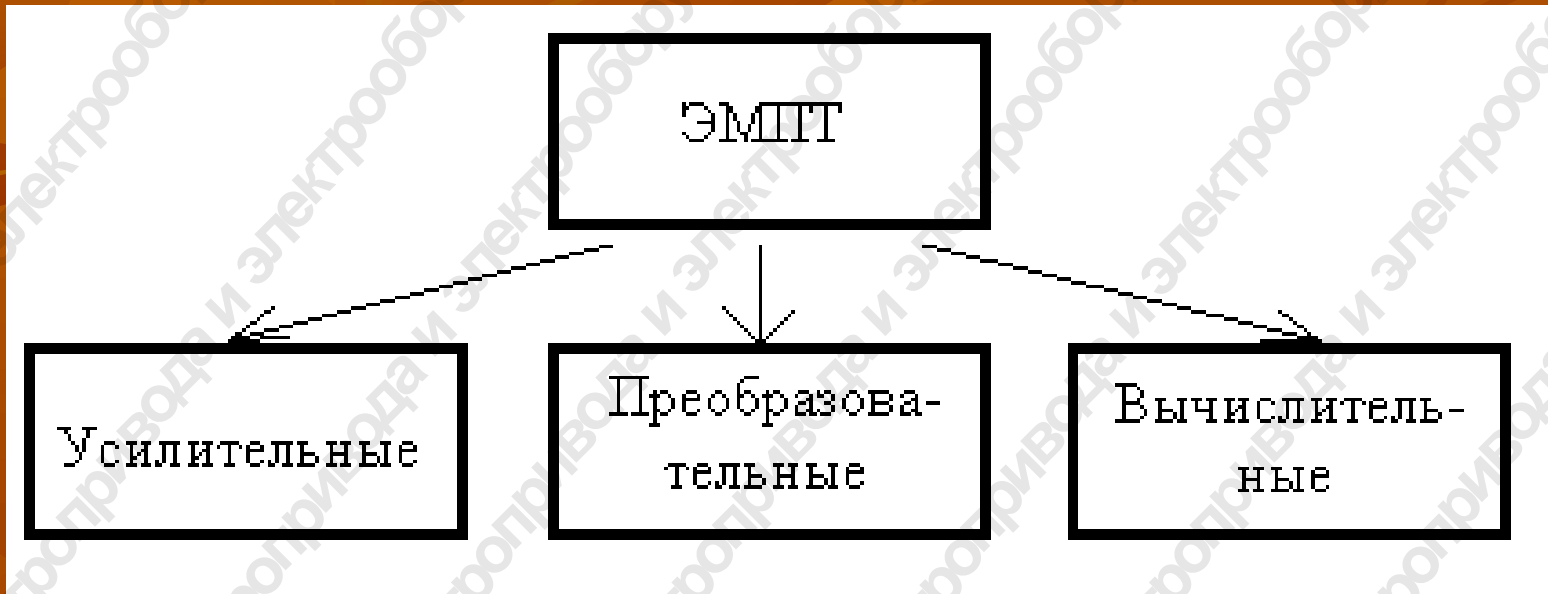 ЭМПТ
Усилительные
Преобразова-
тельные
Вычислитель-
ные